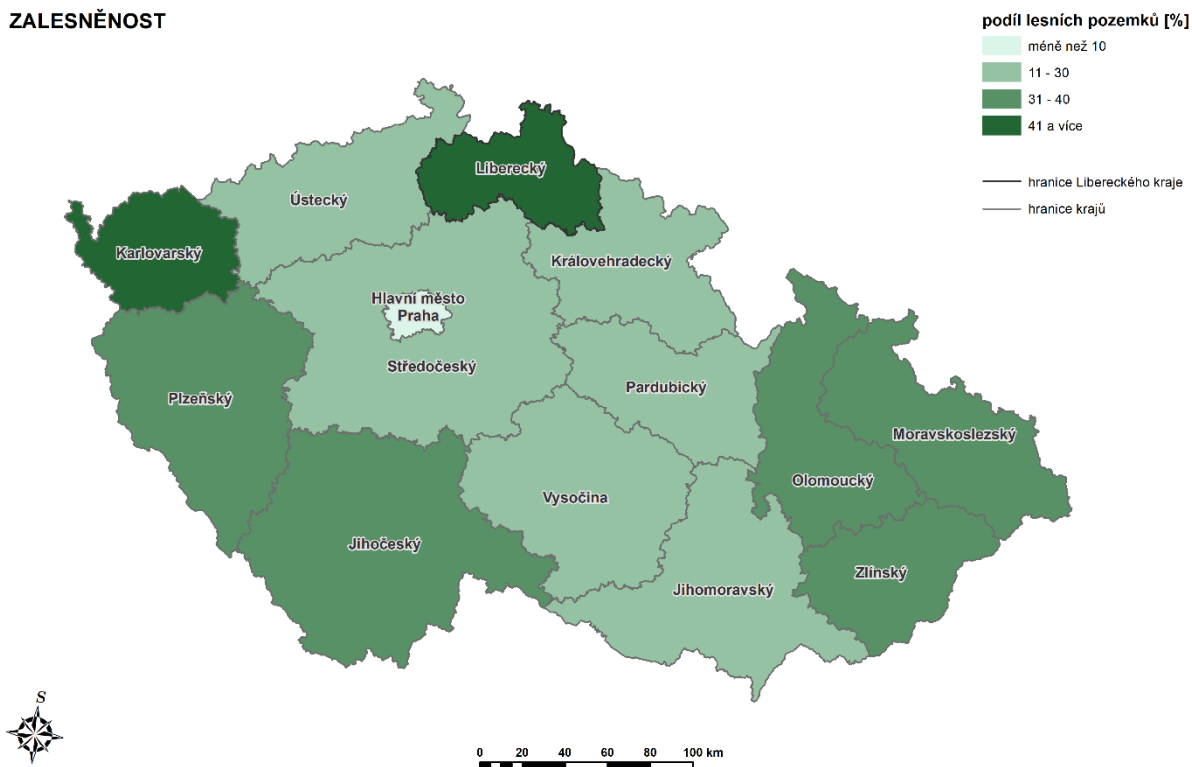 ZALESNĚNOST
podíl lesních pozemků [%]
méně než 10
11 - 30
31 - 40
41 a více
hranice Libereckého kraje
hranice krajů
Liberecký
Ústecký
Karlovarský
Královehradecký
Hlavní město
Praha
Středočeský
Pardubický
Plzeňský
Moravskoslezský
Olomoucký
Vysočina
Jihočeský
Zlínský
Jihomoravský
S
0 20 40 60 80 100 km